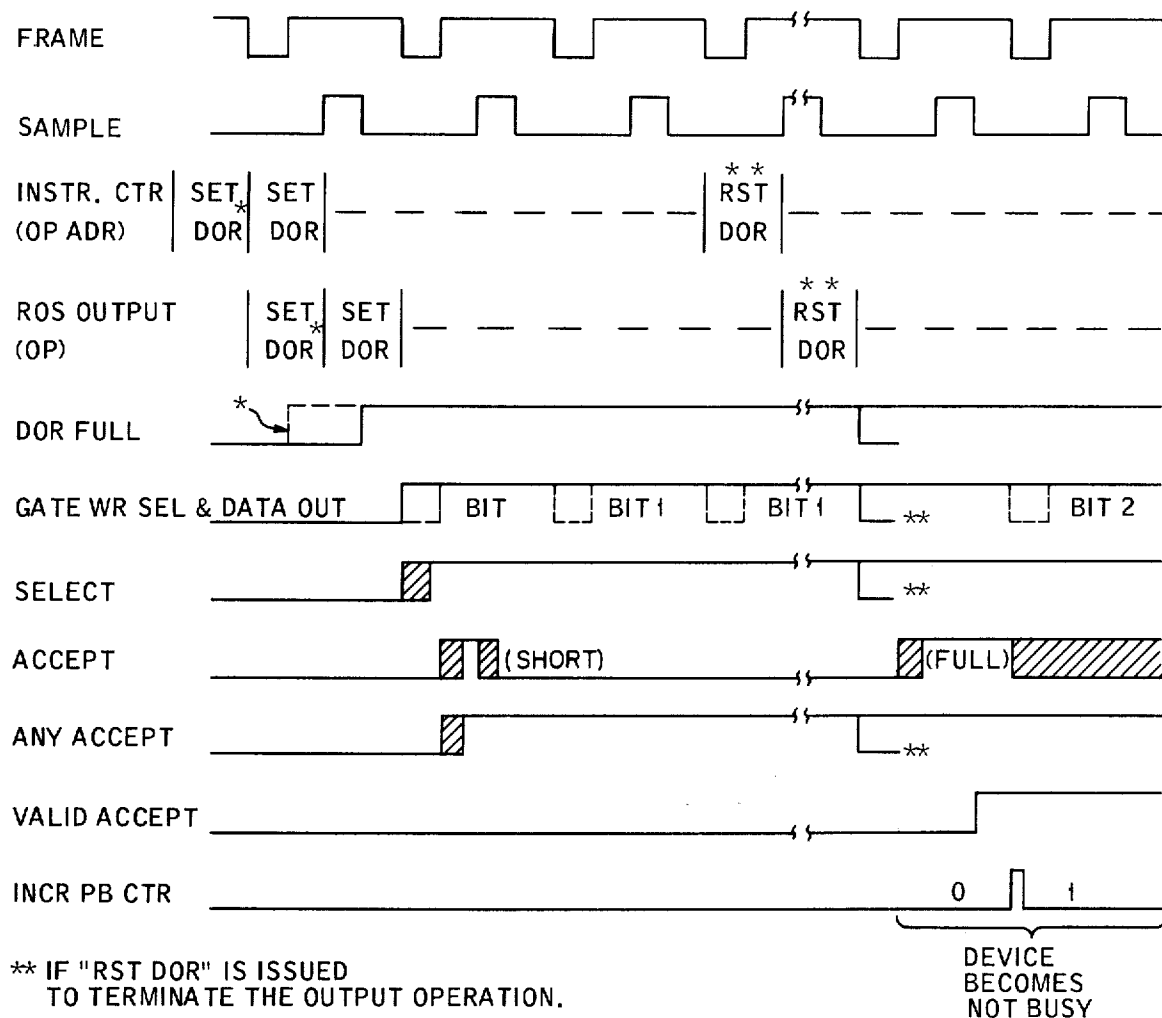 FRAME
SAMPLE
* *
INSTR. CTR SET SET RST
*
(OP ADR) DOR DOR DOR
* *
ROS OUTPUT SET SET RST
*
(OP) DOR DOR DOR
*
DOR FULL
GATE WR SEL & DATA OUT BIT BIT 1 BIT 1 ** BIT 2
SELECT **
ACCEPT (SHORT) (FULL)
ANY ACCEPT **
VALID ACCEPT
INCR PB CTR 0 1
DEVICE
BECOMES
NOT BUSY
** IF "RST DOR" IS ISSUED
TO TERMINATE THE OUTPUT OPERATION.